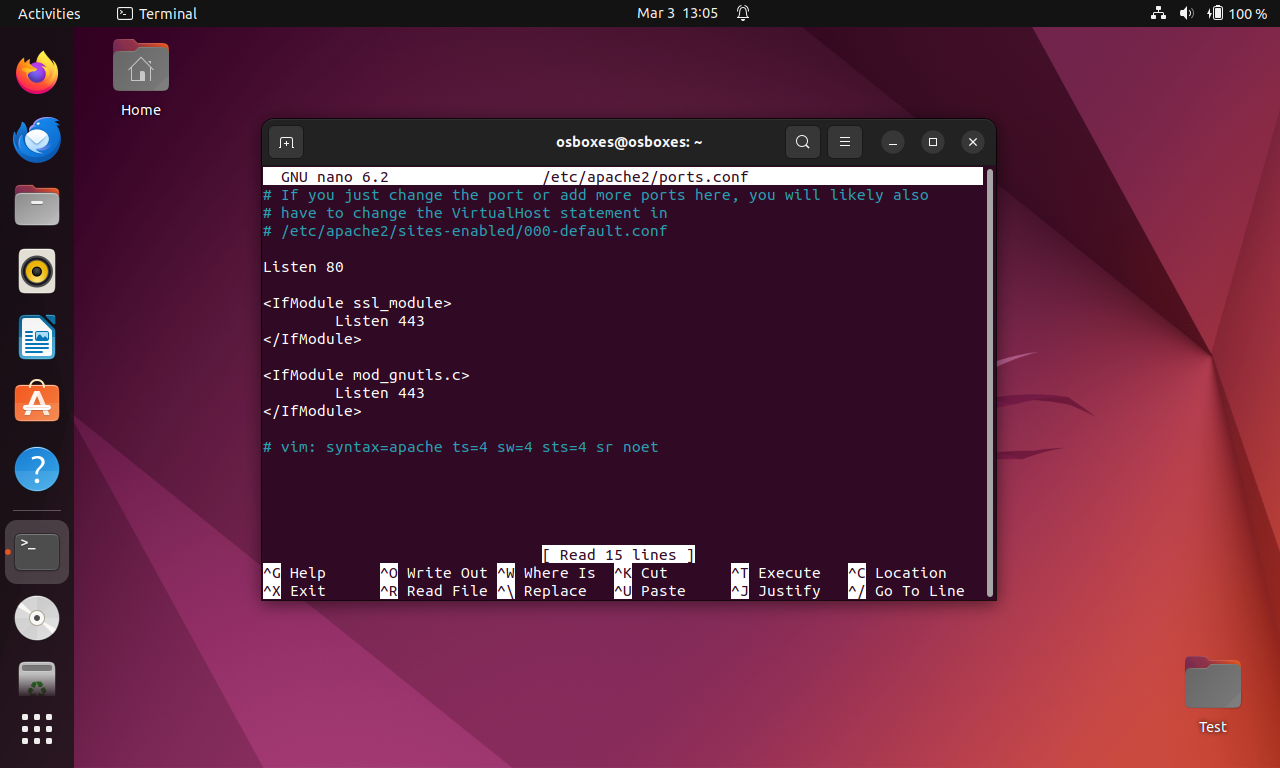 Activities
Terminal
Mar 3 13:05
100 %
Home
osboxes@osboxes: ~
GNU nano 6.2 /etc/apache2/ports.conf
# If you just change the port or add more ports here, you will likely also
# have to change the VirtualHost statement in
# /etc/apache2/sites-enabled/000-default.conf
Listen 80
<IfModule ssl_module>
Listen 443
</IfModule>
<IfModule mod_gnutls.c>
Listen 443
</IfModule>
# vim: syntax=apache ts=4 sw=4 sts=4 sr noet
[ Read 15 lines ]
^G Help ^O Write Out ^W Where Is ^K Cut ^T Execute ^C Location
^X Exit ^R Read File ^\ Replace ^U Paste ^J Justify ^/ Go To Line
Test